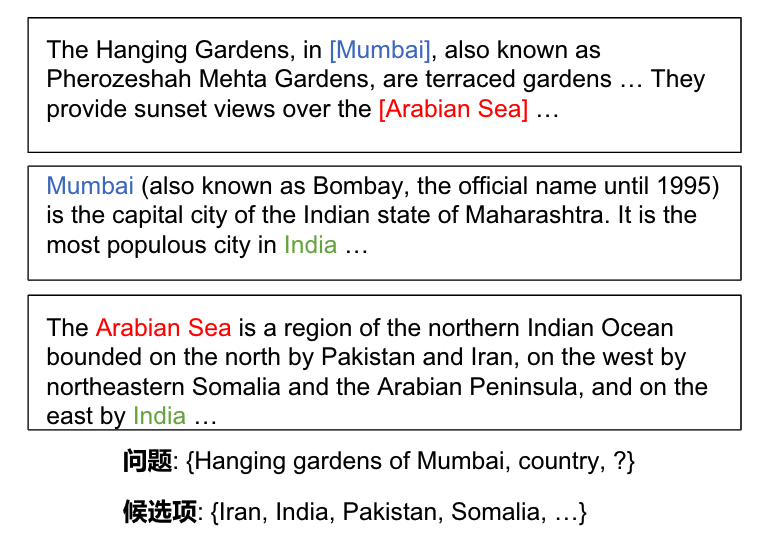 The Hanging Gardens, in [Mumbai], also known as
Pherozeshah Mehta Gardens, are terraced gardens … They
provide sunset views over the [Arabian Sea] …
Mumbai (also known as Bombay, the official name until 1995)
is the capital city of the Indian state of Maharashtra. It is the
most populous city in India …
The Arabian Sea is a region of the northern Indian Ocean
bounded on the north by Pakistan and Iran, on the west by
northeastern Somalia and the Arabian Peninsula, and on the
east by India …
问题: {Hanging gardens of Mumbai, country, ?}
候选项: {Iran, India, Pakistan, Somalia, …}